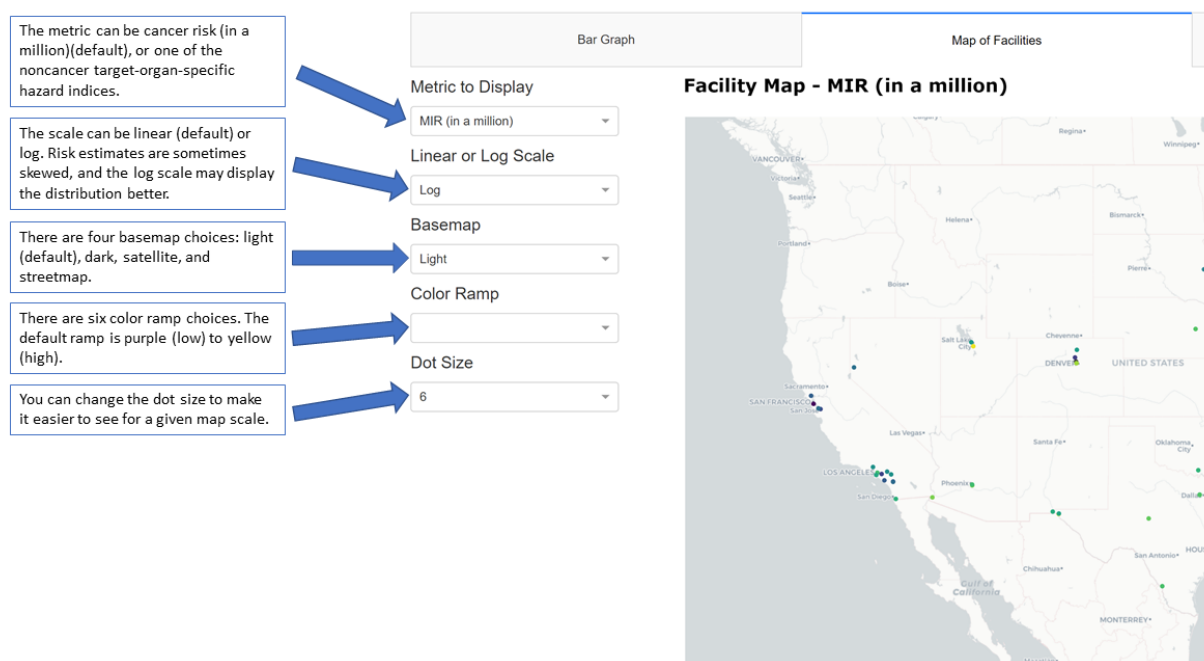 The metric can be cancer risk (in a
million)(default), or one of the
noncancer target-organ-specific
hazard indices.
The scale can be linear (default) or
log. Risk estimates are sometimes
skewed, and the log scale may display
the distribution better.
There are four basemap choices: light
(default), dark, satellite, and
streetmap.
There are six color ramp choices. The
default ramp is purple (low) to yellow
(high).
You can change the dot size to make
it easier to see for a given map scale.
Bar Graph
Map of Facilities
Metric to Display
MIR (in a million)
Linear or Log Scale
Log
Basemap
Light
Color Ramp
Dot Size
6
Facility Map - MIR (in a million)
Calgary
Regina
Winnipeg
VANCOUVER
Victoria
Seattle
Helena
Bismarck
Portland
Pierre
Boise
Salt Lake
City
Cheyenne
DENVER
UNITED STATES
Sacramento
SAN FRANCISCO
San Jose
Las Vegas
Santa Fe
Oklahoma
City
LOS ANGELES
Phoenix
San Diego
Dalla
San Antonio
HOU
Chihuahua
Gulf of
California
MONTERREY